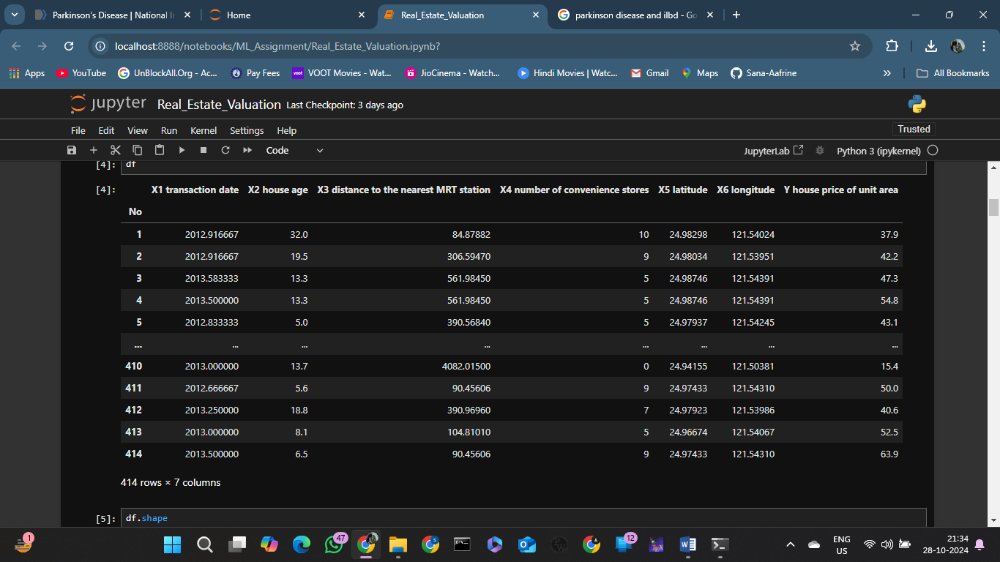 Parkinson's Disease | National In
Home
Real_Estate_Valuation
parkinson disease and ilbd - Go
localhost:8888/notebooks/ML_Assignment/Real_Estate_Valuation.ipynb?
Apps YouTube UnBlockAll.Org - Ac... Pay Fees voot VOOT Movies - Wat... JioCinema - Watch... Hindi Movies | Watc... Gmail Maps Sana-Aafrine » All Bookmarks
jupyter Real_Estate_Valuation Last Checkpoint: 3 days ago
File Edit View Run Kernel Settings Help Trusted
Code JupyterLab Python 3 (ipykernel)
[4]: df
[4]: X1 transaction date X2 house age X3 distance to the nearest MRT station X4 number of convenience stores X5 latitude X6 longitude Y house price of unit area
No
1 2012.916667 32.0 84.87882 10 24.98298 121.54024 37.9
2 2012.916667 19.5 306.59470 9 24.98034 121.53951 42.2
3 2013.583333 13.3 561.98450 5 24.98746 121.54391 47.3
4 2013.500000 13.3 561.98450 5 24.98746 121.54391 54.8
5 2012.833333 5.0 390.56840 5 24.97937 121.54245 43.1
... ... ... ... ... ... ... ...
410 2013.000000 13.7 4082.01500 0 24.94155 121.50381 15.4
411 2012.666667 5.6 90.45606 9 24.97433 121.54310 50.0
412 2013.250000 18.8 390.96960 7 24.97923 121.53986 40.6
413 2013.000000 8.1 104.81010 5 24.96674 121.54067 52.5
414 2013.500000 6.5 90.45606 9 24.97433 121.54310 63.9
414 rows × 7 columns
[5]: df.shape
1 47 12 ENG 21:34
US 28-10-2024